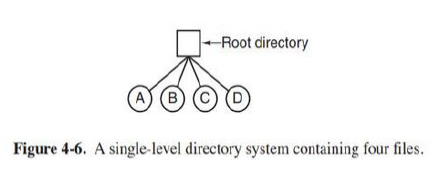 Root directory
A B C D
Figure 4-6. A single-level directory system containing four files.